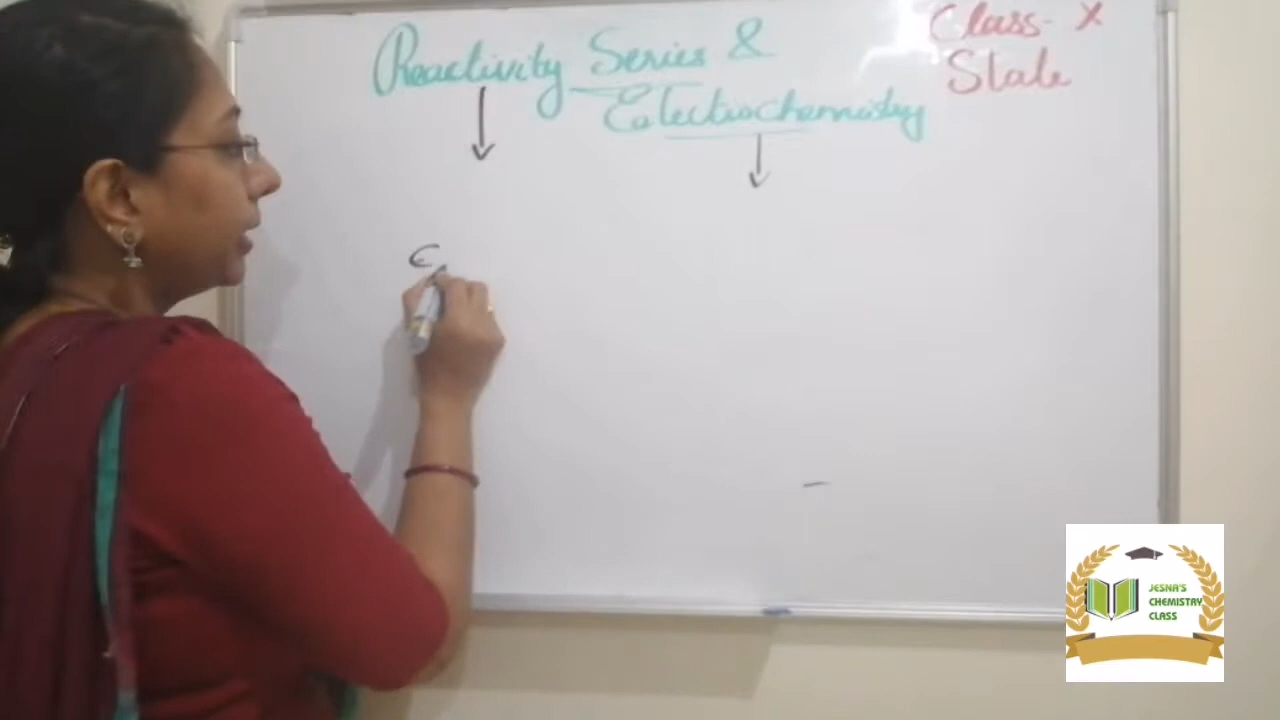 Reactivity Series &
Electrochemistry
Class- X
State
JESNA'S
CHEMISTRY
CLASS